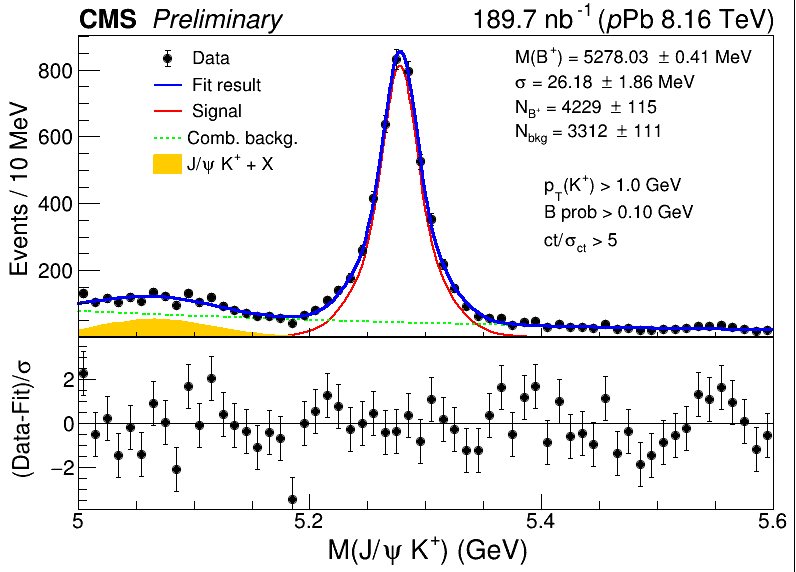 CMS Preliminary 189.7 nb⁻¹ (pPb 8.16 TeV)
Events / 10 MeV
800
600
400
200
Data
Fit result
Signal
Comb. backg.
J/ψ K⁺ + X
M(B⁺) = 5278.03 ± 0.41 MeV
σ = 26.18 ± 1.86 MeV
N_B⁺ = 4229 ± 115
N_bkg = 3312 ± 111
p_T(K⁺) > 1.0 GeV
B prob > 0.10 GeV
ct/σ_ct > 5
(Data-Fit)/σ
2
0
−2
5 5.2 5.4 5.6
M(J/ψ K⁺) (GeV)